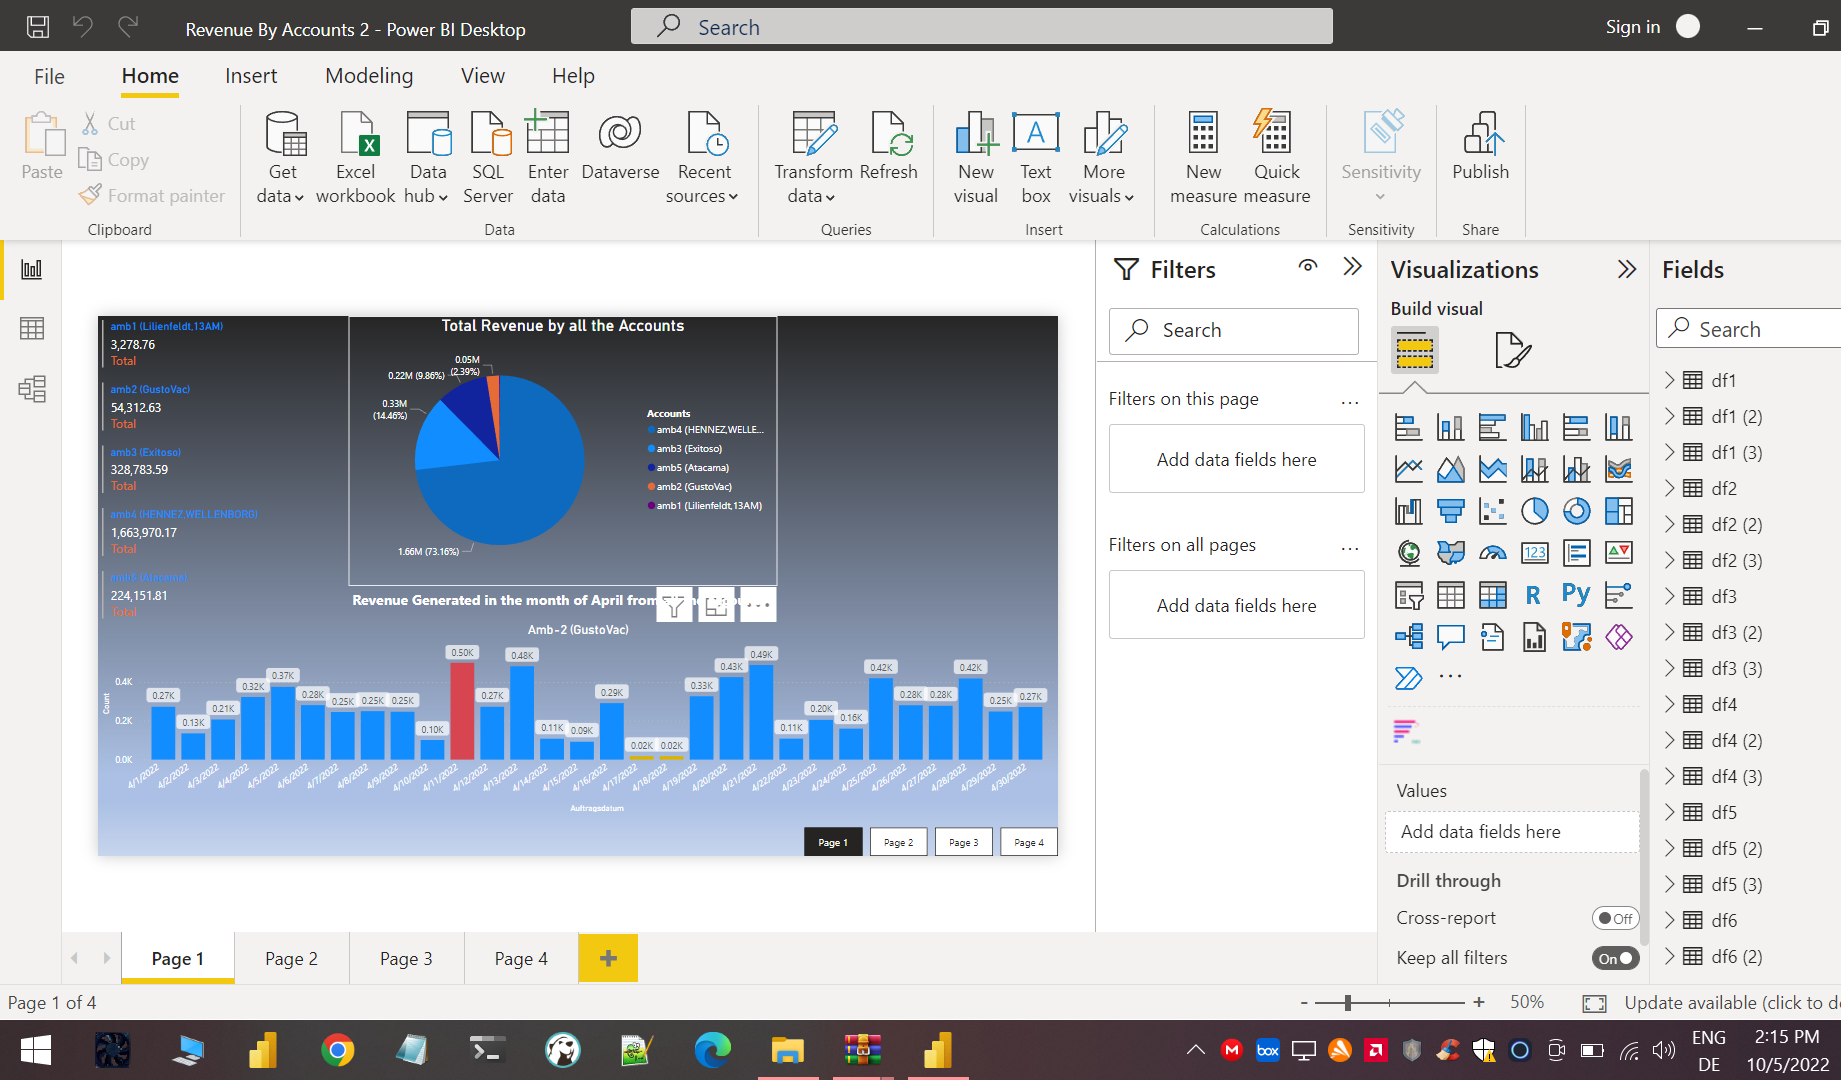 Revenue By Accounts 2 - Power BI Desktop
Search
Sign in
File
Home
Insert
Modeling
View
Help
Paste
Cut
Copy
Format painter
Clipboard
Get data
Excel workbook
Data hub
SQL Server
Enter data
Dataverse
Recent sources
Data
Transform data
Refresh
Queries
New visual
Text box
More visuals
Insert
New measure
Quick measure
Calculations
Sensitivity
Sensitivity
Publish
Share
amb1 (Lilienfeldt,13AM)
3,278.76
Total
amb2 (GustoVac)
54,312.63
Total
amb3 (Exitoso)
328,783.59
Total
amb4 (HENNEZ,WELLENBORG)
1,663,970.17
Total
amb5 (Atacama)
224,151.81
Total
Total Revenue by all the Accounts
0.05M (2.39%)
0.22M (9.86%)
0.33M (14.46%)
1.66M (73.16%)
Accounts
amb4 (HENNEZ,WELLE...
amb3 (Exitoso)
amb5 (Atacama)
amb2 (GustoVac)
amb1 (Lilienfeldt,13AM)
Revenue Generated in the month of April from
Amb-2 (GustoVac)
Count
0.4K
0.2K
0.0K
0.27K
0.13K
0.21K
0.32K
0.37K
0.28K
0.25K
0.25K
0.25K
0.10K
0.50K
0.27K
0.48K
0.11K
0.09K
0.29K
0.02K
0.02K
0.33K
0.43K
0.49K
0.11K
0.20K
0.16K
0.42K
0.28K
0.28K
0.42K
0.25K
0.27K
4/1/2022
4/2/2022
4/3/2022
4/4/2022
4/5/2022
4/6/2022
4/7/2022
4/8/2022
4/9/2022
4/10/2022
4/11/2022
4/12/2022
4/13/2022
4/14/2022
4/15/2022
4/16/2022
4/17/2022
4/18/2022
4/19/2022
4/20/2022
4/21/2022
4/22/2022
4/23/2022
4/24/2022
4/25/2022
4/26/2022
4/27/2022
4/28/2022
4/29/2022
4/30/2022
Auftragsdatum
Page 1
Page 2
Page 3
Page 4
Filters
Search
Filters on this page
...
Add data fields here
Filters on all pages
...
Add data fields here
Visualizations
Build visual
123
R
Py
...
Values
Add data fields here
Drill through
Cross-report
Off
Keep all filters
On
Fields
Search
df1
df1 (2)
df1 (3)
df2
df2 (2)
df2 (3)
df3
df3 (2)
df3 (3)
df4
df4 (2)
df4 (3)
df5
df5 (2)
df5 (3)
df6
df6 (2)
Page 1
Page 2
Page 3
Page 4
+
Page 1 of 4
- + 50%
Update available (click to d
box
ENG
DE
2:15 PM
10/5/2022